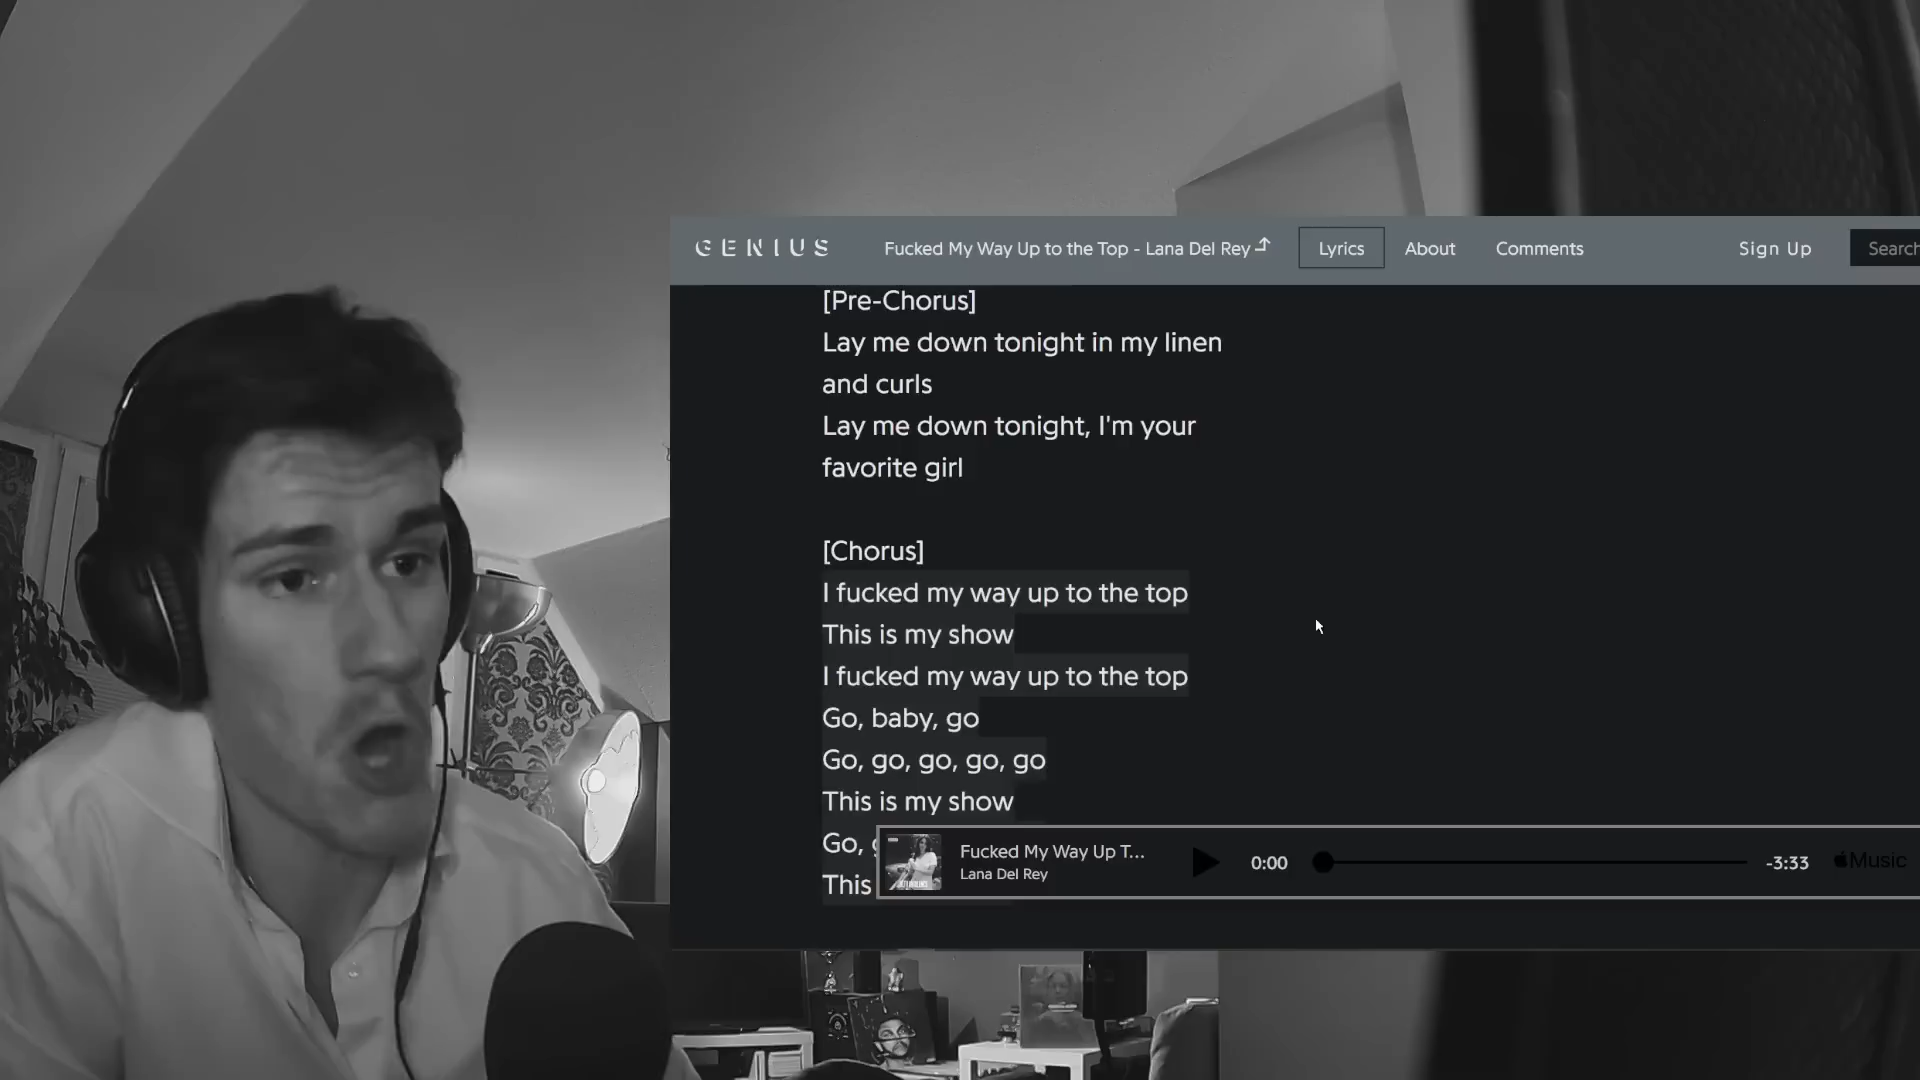 GENIUS
Fucked My Way Up to the Top - Lana Del Rey
Lyrics
About
Comments
Sign Up
Search
[Pre-Chorus]
Lay me down tonight in my linen
and curls
Lay me down tonight, I'm your
favorite girl
[Chorus]
I fucked my way up to the top
This is my show
I fucked my way up to the top
Go, baby, go
Go, go, go, go, go
This is my show
Go,
This
Fucked My Way Up T...
Lana Del Rey
0:00
-3:33
Music